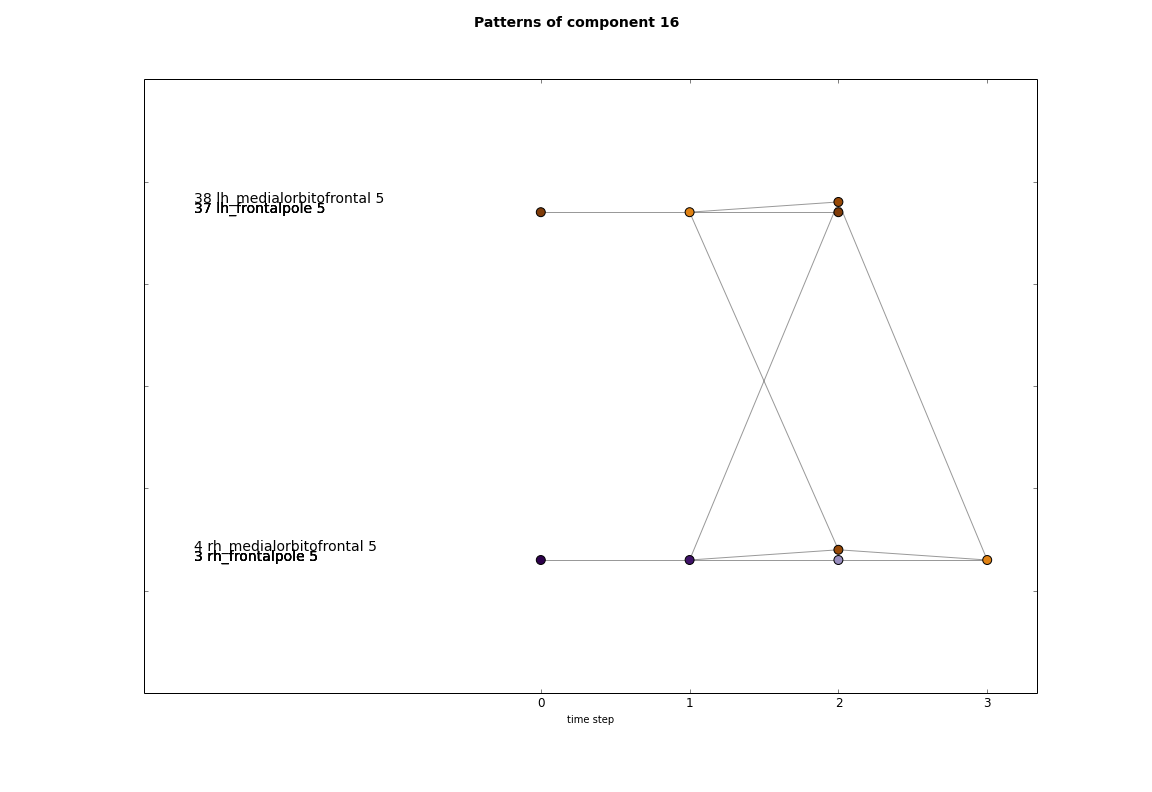 Patterns of component 16
38 lh_medialorbitofrontal 5
37 lh_frontalpole 5
4 rh_medialorbitofrontal 5
3 rh_frontalpole 5
0 1 2 3
time step